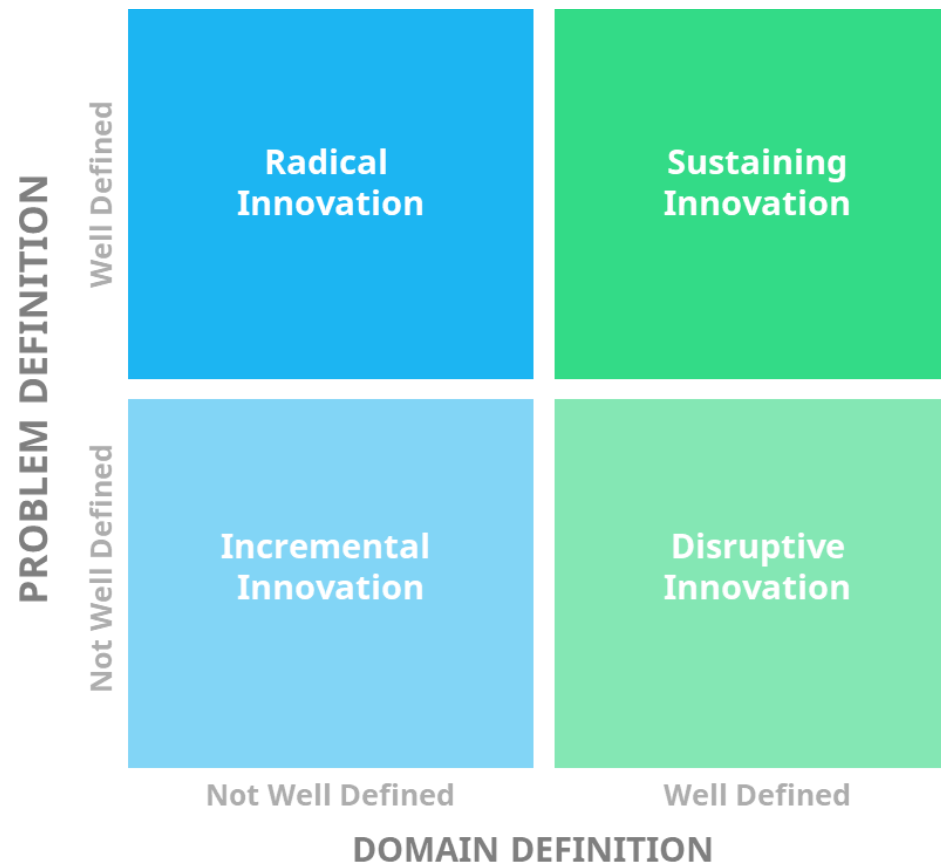 PROBLEM DEFINITION
Well Defined
Radical
Innovation
Sustaining
Innovation
Not Well Defined
Incremental
Innovation
Disruptive
Innovation
Not Well Defined
Well Defined
DOMAIN DEFINITION